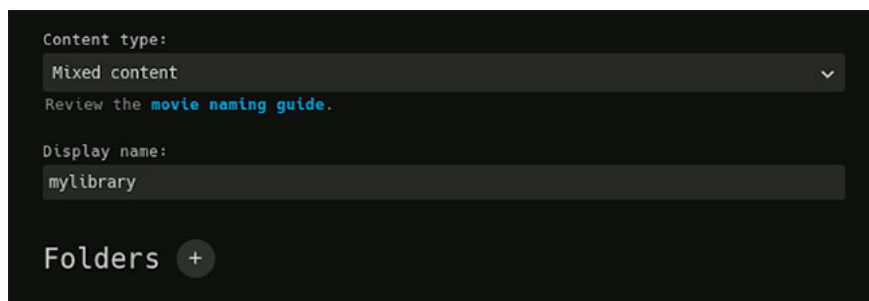 Content type:
Mixed content
Review the movie naming guide.
Display name:
mylibrary
Folders +